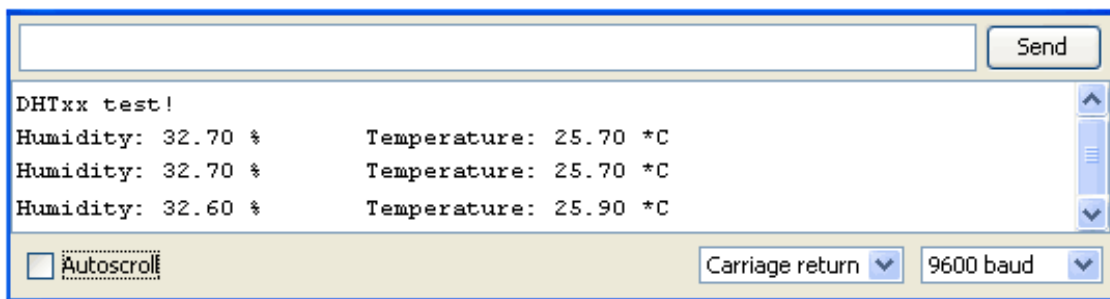 Send
DHTxx test!
Humidity: 32.70 % Temperature: 25.70 *C
Humidity: 32.70 % Temperature: 25.70 *C
Humidity: 32.60 % Temperature: 25.90 *C
Autoscroll Carriage return 9600 baud